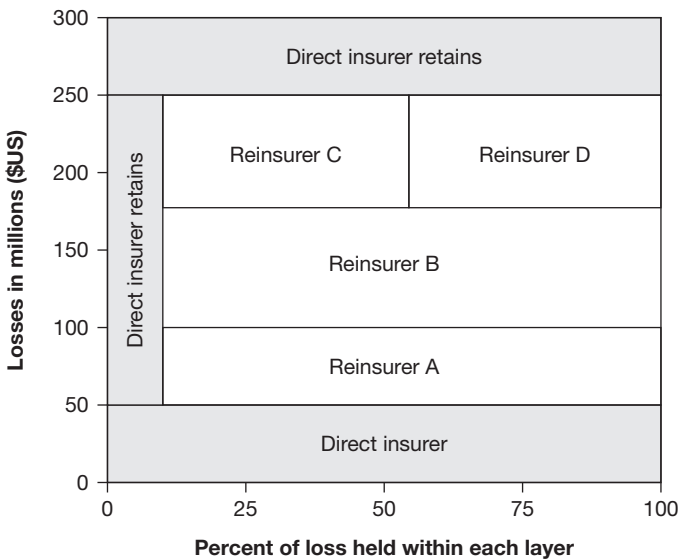 300
Direct insurer retains
250
Reinsurer C
Reinsurer D
200
Direct insurer retains
Losses in millions ($US)
150
Reinsurer B
100
Reinsurer A
50
Direct insurer
0
0 25 50 75 100
Percent of loss held within each layer